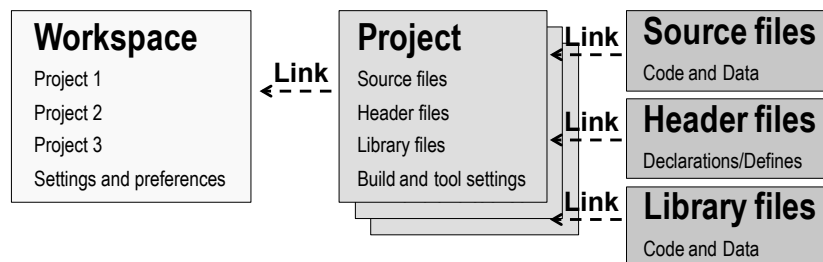 Workspace
Project 1
Project 2
Project 3
Settings and preferences
Link
Project
Source files
Header files
Library files
Build and tool settings
Link
Source files
Code and Data
Link
Header files
Declarations/Defines
Link
Library files
Code and Data